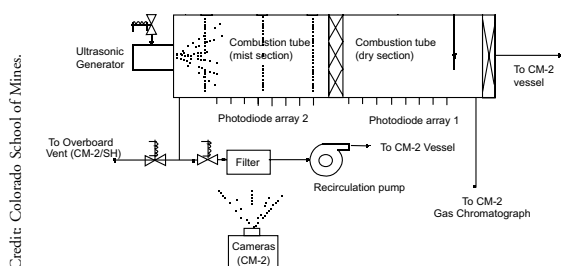 Credit: Colorado School of Mines.
Ultrasonic
Generator
Combustion tube
(mist section)
Combustion tube
(dry section)
To CM-2
vessel
Photodiode array 2
Photodiode array 1
To Overboard
Vent (CM-2/SH)
Filter
To CM-2 Vessel
Recirculation pump
To CM-2
Gas Chromatograph
Cameras
(CM-2)